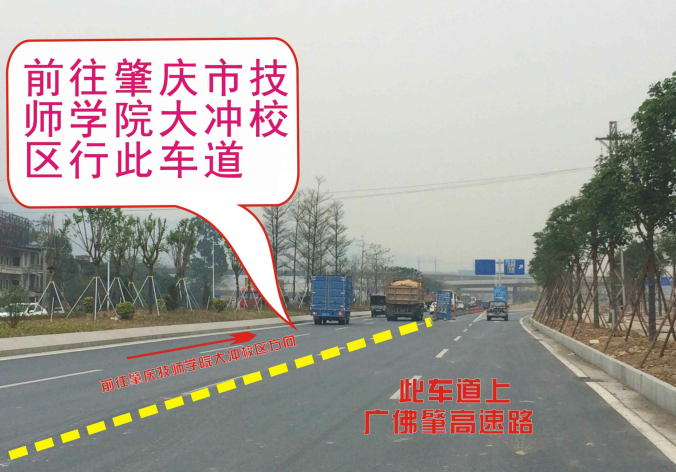 前往肇庆市技
师学院大冲校
区行此车道
前往肇庆技师学院大冲校区方向
此车道上
广佛肇高速路